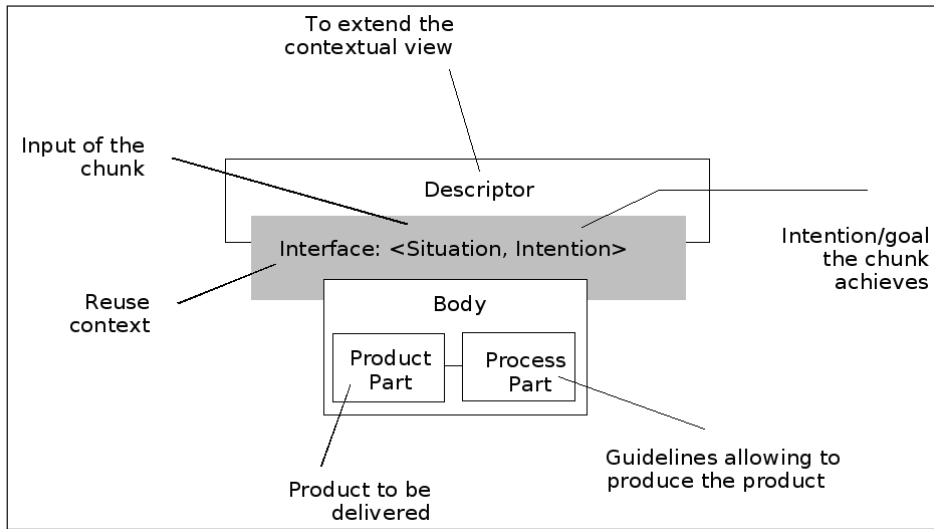 To extend the
contextual view
Input of the
chunk
Descriptor
Interface: <Situation, Intention>
Intention/goal
the chunk
achieves
Reuse
context
Body
Product
Part
Process
Part
Guidelines allowing to
produce the product
Product to be
delivered